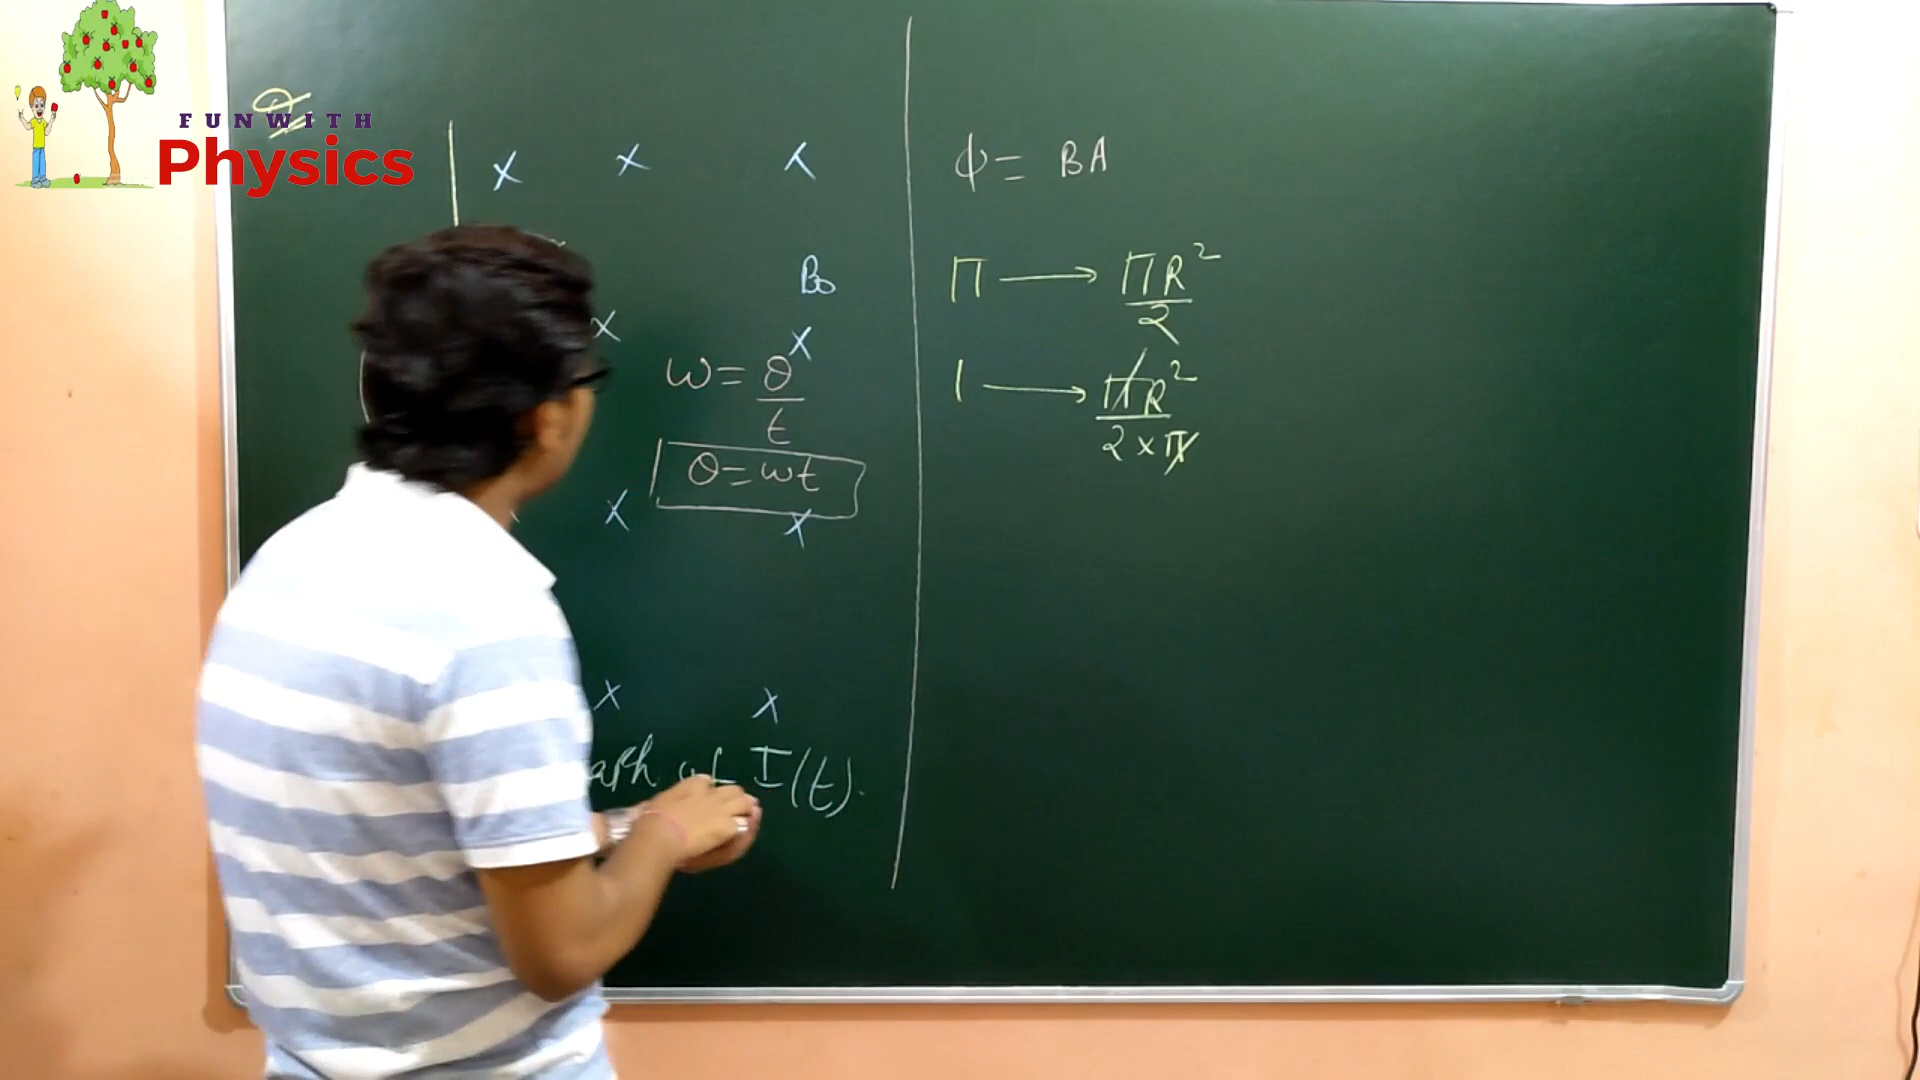 FUN WITH
Physics
X X
B₀
X X
ω = θ/t
θ = ωt
X X
X X
I(t).
φ = BA
Π → ΠR²/2
1 → ΠR²/2 × Π